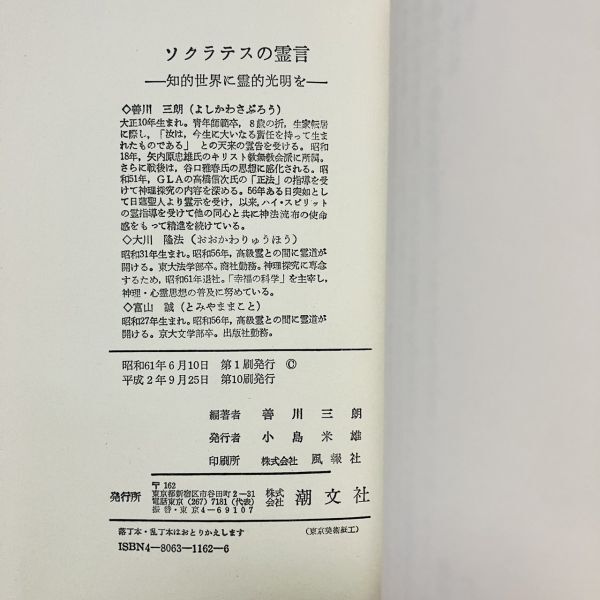 ソクラテスの霊言
―知的世界に霊的光明を―
◇善川 三朗(よしかわさぶろう)
大正10年生まれ。青年師範卒，8歳の折，生家転居
に際し，「汝は，今生に大いなる責任を持って生ま
れたものである」 との天来の霊告を受ける。昭和
18年，矢内原忠雄氏のキリスト教無教会派に所属。
さらに戦後は，谷口雅春氏の思想に感化される。昭
和51年，GLAの高橋信次氏の「正法」の指導を受
けて神理探究の内容を深める。56年ある日突如とし
て日蓮聖人より霊示を受け，以来，ハイ・スピリット
の霊指導を受けて他の同心と共に神法流布の使命
感をもって精進を続けている。
◇大川 隆法(おおかわりゅうほう)
昭和31年生まれ。昭和56年，高級霊との間に霊道が
開ける。東大法学部卒。商社勤務。神理探究に専念
するため，昭和61年退社。「幸福の科学」を主宰し，
神理・心霊思想の普及に努めている。
◇富山 誠(とみやままこと)
昭和27年生まれ。昭和56年，高級霊との間に霊道が
開ける。京大文学部卒。出版社勤務。
昭和61年6月10日 第1刷発行 ©
平成2年9月25日 第10刷発行
編著者 善川三朗
発行者 小島米雄
印刷所 株式会社 風報社
発行所 〒162
東京都新宿区市谷田町2−31
電話東京(267)7181(代表)
振替・東京4−69107
株式会社 潮文社
落丁本・乱丁本はおとりかえします (東京美術紙工)
ISBN4−8063−1162−6